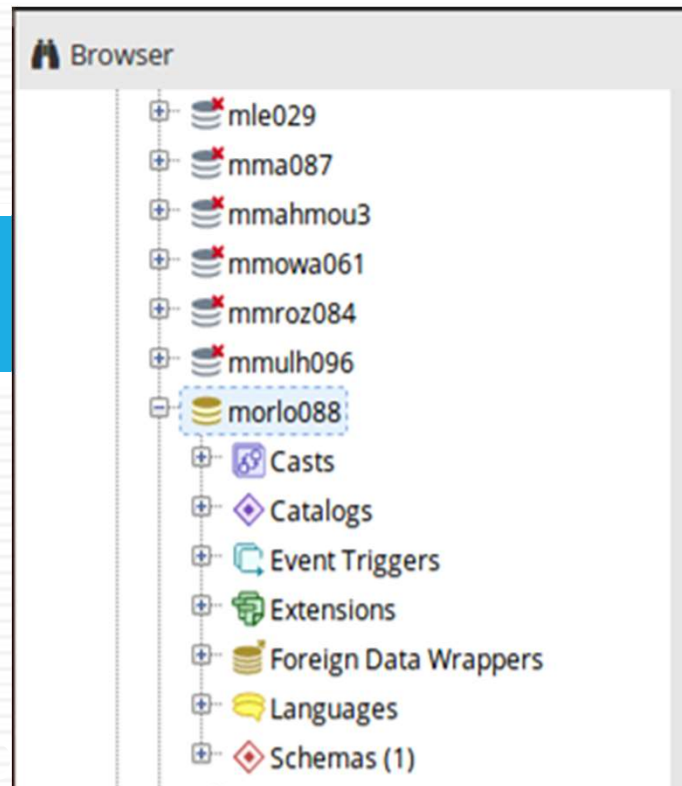 Browser
mle029
mma087
mmahmou3
mmowa061
mmroz084
mmulh096
morlo088
Casts
Catalogs
Event Triggers
Extensions
Foreign Data Wrappers
Languages
Schemas (1)